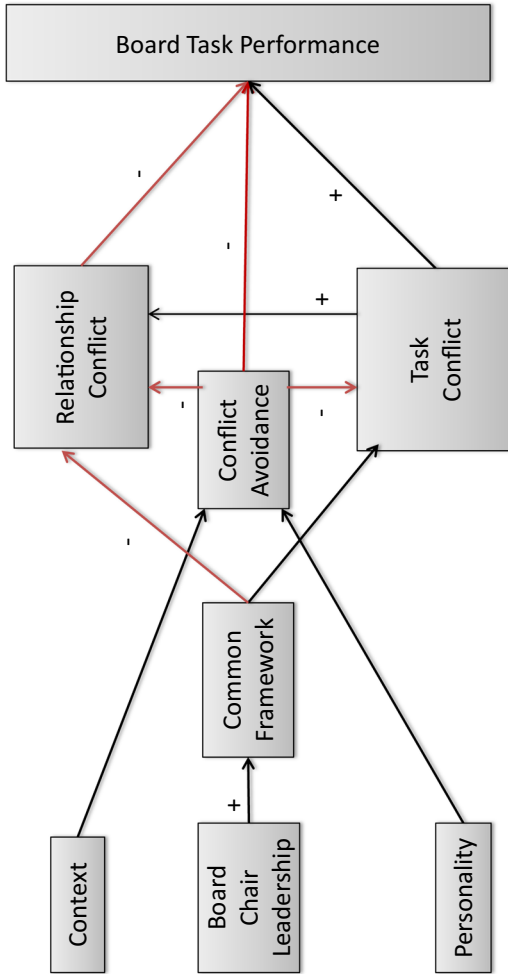 Board Task Performance
-
-
+
Relationship
Conflict
+
Task
Conflict
-
-
Conflict
Avoidance
-
Common
Framework
+
Context
Board
Chair
Leadership
Personality